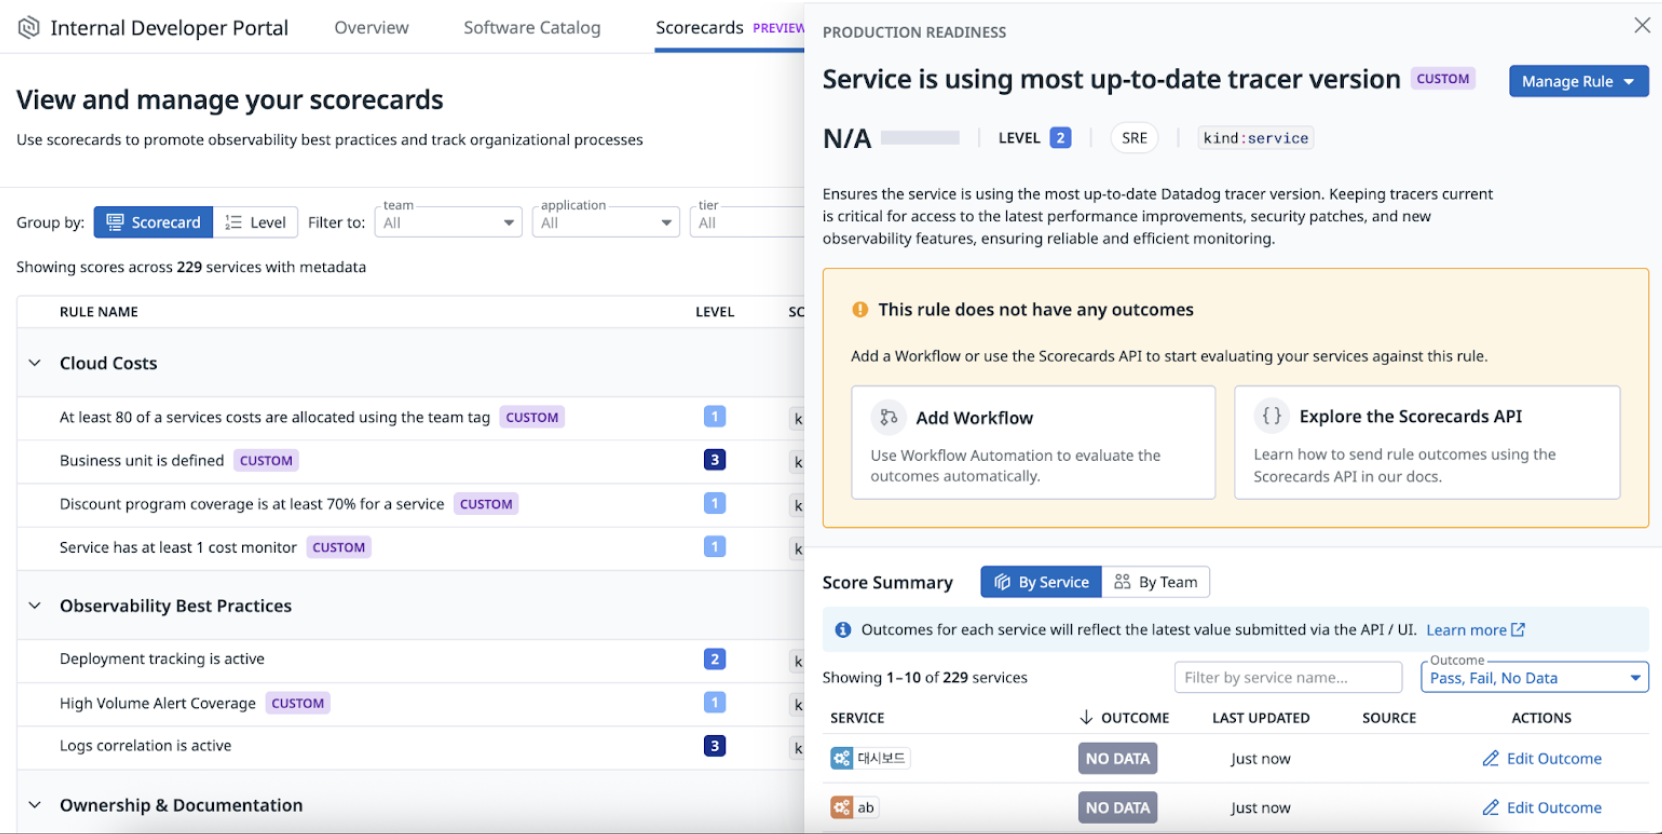 Internal Developer Portal
Overview
Software Catalog
Scorecards PREVIEW
View and manage your scorecards
Use scorecards to promote observability best practices and track organizational processes
Group by: Scorecard Level Filter to: team All application All tier All
Showing scores across 229 services with metadata
RULE NAME LEVEL SC
Cloud Costs
At least 80 of a services costs are allocated using the team tag CUSTOM 1 k
Business unit is defined CUSTOM 3 k
Discount program coverage is at least 70% for a service CUSTOM 1 k
Service has at least 1 cost monitor CUSTOM 1 k
Observability Best Practices
Deployment tracking is active 2 k
High Volume Alert Coverage CUSTOM 1 k
Logs correlation is active 3 k
Ownership & Documentation
PRODUCTION READINESS
Service is using most up-to-date tracer version CUSTOM
Manage Rule
N/A LEVEL 2 SRE kind:service
Ensures the service is using the most up-to-date Datadog tracer version. Keeping tracers current
is critical for access to the latest performance improvements, security patches, and new
observability features, ensuring reliable and efficient monitoring.
This rule does not have any outcomes
Add a Workflow or use the Scorecards API to start evaluating your services against this rule.
Add Workflow
Use Workflow Automation to evaluate the
outcomes automatically.
{} Explore the Scorecards API
Learn how to send rule outcomes using the
Scorecards API in our docs.
Score Summary By Service By Team
Outcomes for each service will reflect the latest value submitted via the API / UI. Learn more
Showing 1–10 of 229 services
Filter by service name...
Outcome
Pass, Fail, No Data
SERVICE OUTCOME LAST UPDATED SOURCE ACTIONS
대시보드 NO DATA Just now Edit Outcome
ab NO DATA Just now Edit Outcome